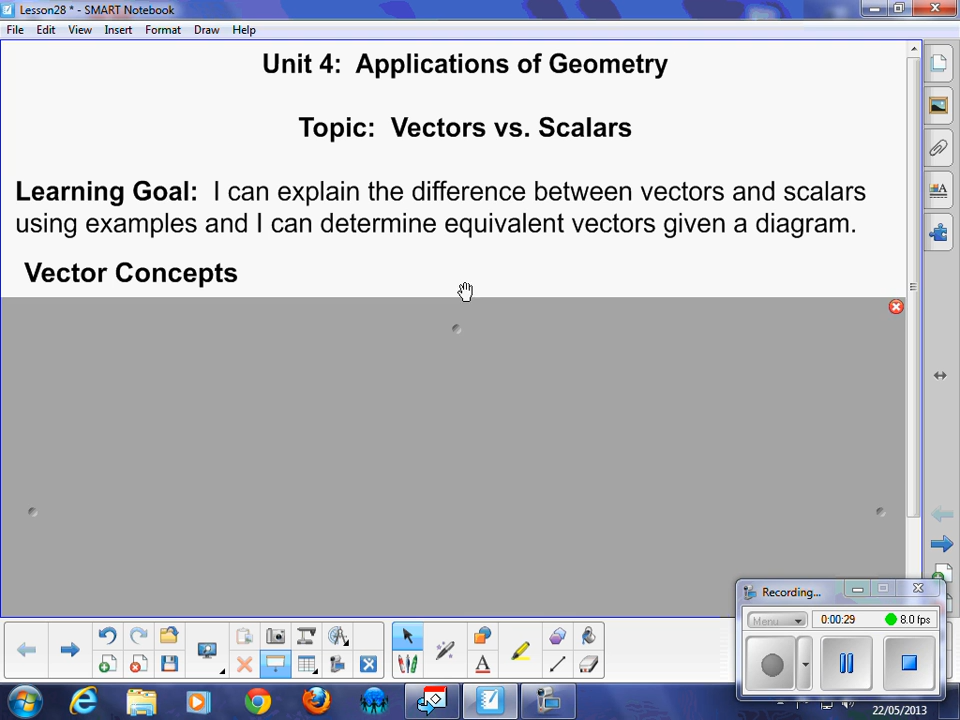 Lesson28 * - SMART Notebook
File Edit View Insert Format Draw Help
Unit 4: Applications of Geometry
Topic: Vectors vs. Scalars
Learning Goal: I can explain the difference between vectors and scalars
using examples and I can determine equivalent vectors given a diagram.
Vector Concepts
Recording...
Menu 0:00:29 8.0 fps
22/05/2013